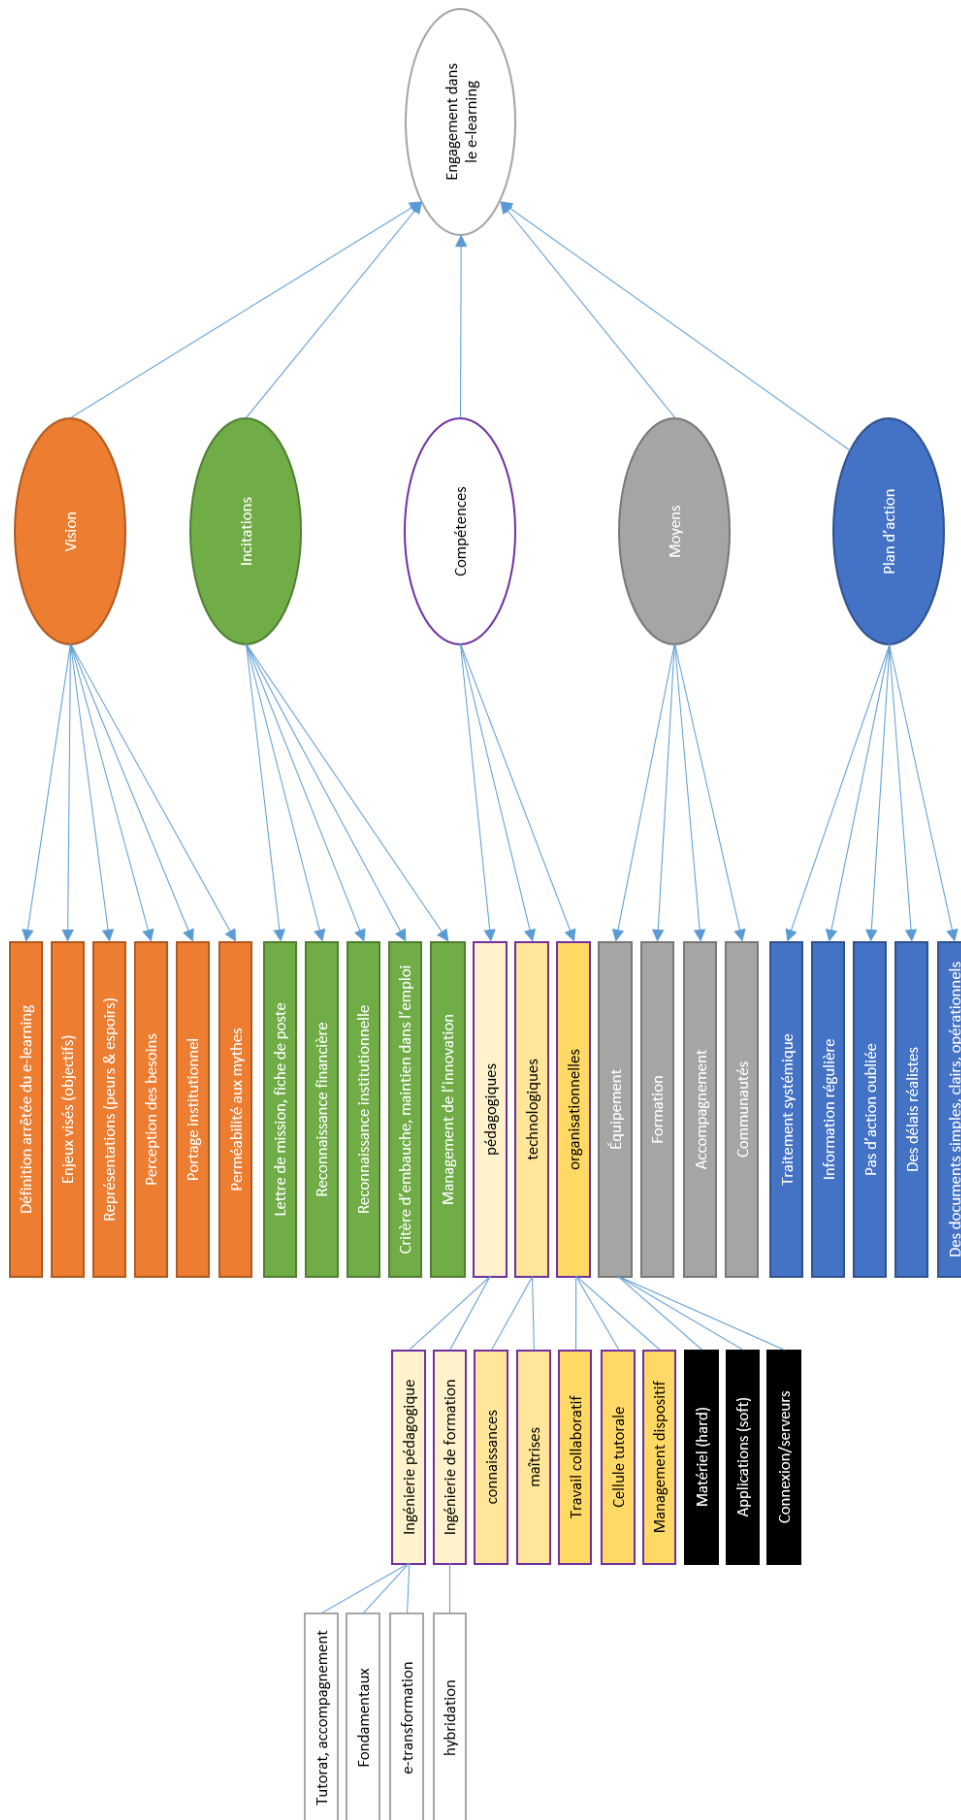 Engagement dans
le e-learning
Vision
Incitations
Compétences
Moyens
Plan d'action
Définition arrêtée du e-learning
Enjeux visés (objectifs)
Représentations (peurs & espoirs)
Perception des besoins
Portage institutionnel
Perméabilité aux mythes
Lettre de mission, fiche de poste
Reconnaissance financière
Reconnaissance institutionnelle
Critère d'embauche, maintien dans l'emploi
Management de l'innovation
pédagogiques
technologiques
organisationnelles
Équipement
Formation
Accompagnement
Communautés
Traitement systémique
Information régulière
Pas d'action oubliée
Des délais réalistes
Des documents simples, clairs, opérationnels
Ingénierie pédagogique
Ingénierie de formation
connaissances
maîtrises
Travail collaboratif
Cellule tutorale
Management dispositif
Matériel (hard)
Applications (soft)
Connexion/serveurs
Tutorat, accompagnement
Fondamentaux
e-transformation
hybridation